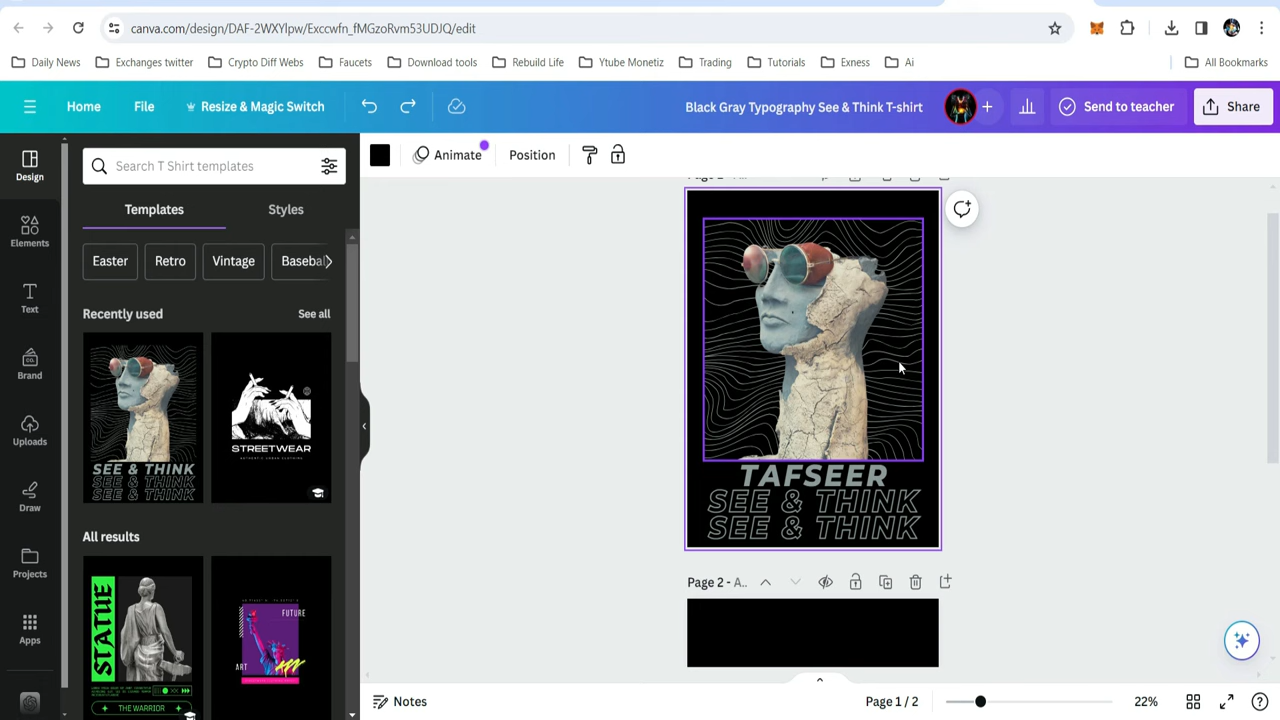 canva.com/design/DAF-2WXYlpw/Exccwfn_fMGzoRvm53UDJQ/edit
Daily News
Exchanges twitter
Crypto Diff Webs
Faucets
Download tools
Rebuild Life
Ytube Monetiz
Trading
Tutorials
Exness
Ai
All Bookmarks
Home
File
Resize & Magic Switch
Black Gray Typography See & Think T-shirt
Send to teacher
Share
Design
Elements
Text
Brand
Uploads
Draw
Projects
Apps
Search T Shirt templates
Templates
Styles
Easter
Retro
Vintage
Basebal
Recently used
See all
SEE & THINK
SEE & THINK
SEE & THINK
STREETWEAR
All results
STATUE
THE WARRIOR
FUTURE
ART
Animate
Position
TAFSEER
SEE & THINK
SEE & THINK
Page 2 - A..
Notes
Page 1 / 2
22%